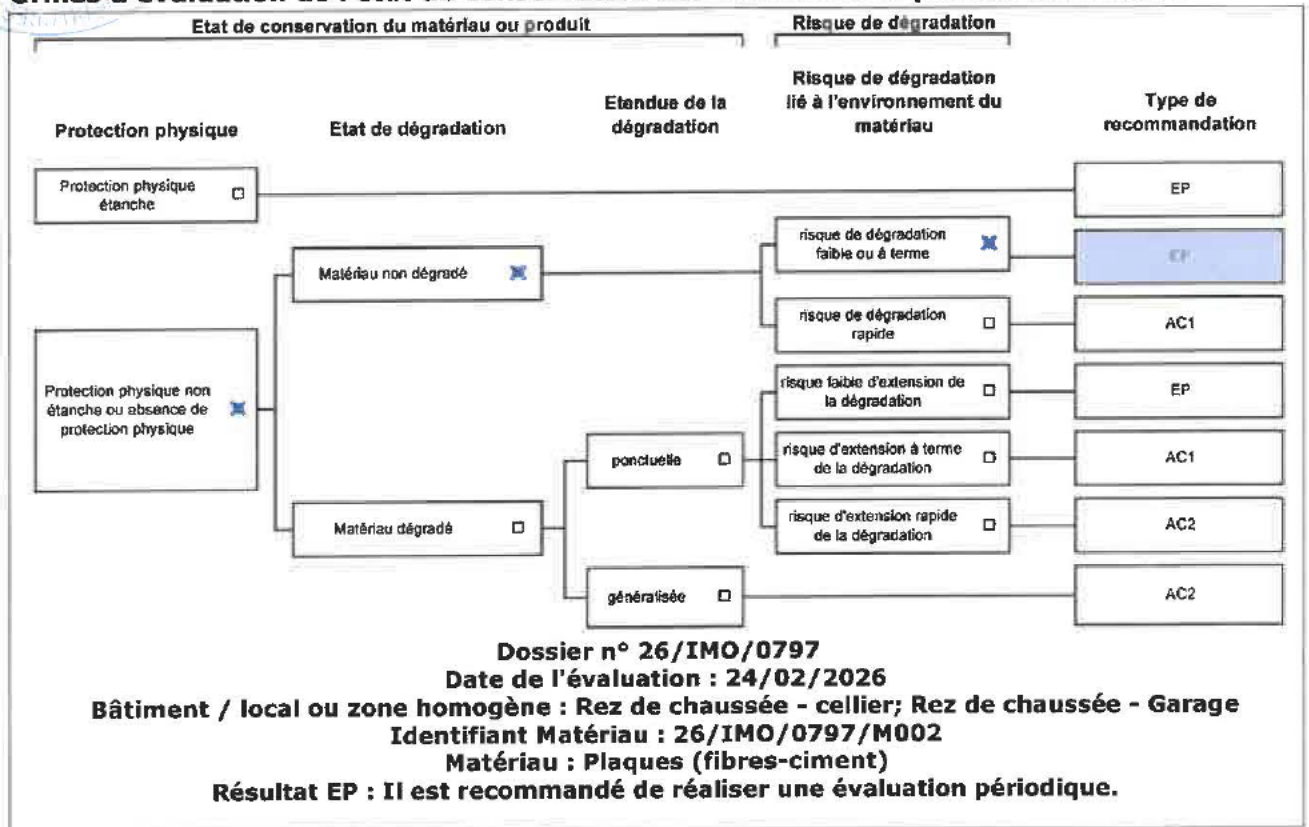 Etat de conservation du matériau ou produit
Risque de dégradation
Protection physique
Etat de dégradation
Etendue de la
dégradation
Risque de dégradation
lié à l'environnement du
matériau
Type de
recommandation
Protection physique
étanche
EP
Matériau non dégradé
risque de dégradation
faible ou à terme
EP
risque de dégradation
rapide
AC1
Protection physique non
étanche ou absence de
protection physique
risque faible d'extension de
la dégradation
EP
ponctuelle
risque d'extension à terme
de la dégradation
AC1
Matériau dégradé
risque d'extension rapide
de la dégradation
AC2
généralisée
AC2
Dossier n° 26/IMO/0797
Date de l'évaluation : 24/02/2026
Bâtiment / local ou zone homogène : Rez de chaussée - cellier; Rez de chaussée - Garage
Identifiant Matériau : 26/IMO/0797/M002
Matériau : Plaques (fibres-ciment)
Résultat EP : Il est recommandé de réaliser une évaluation périodique.